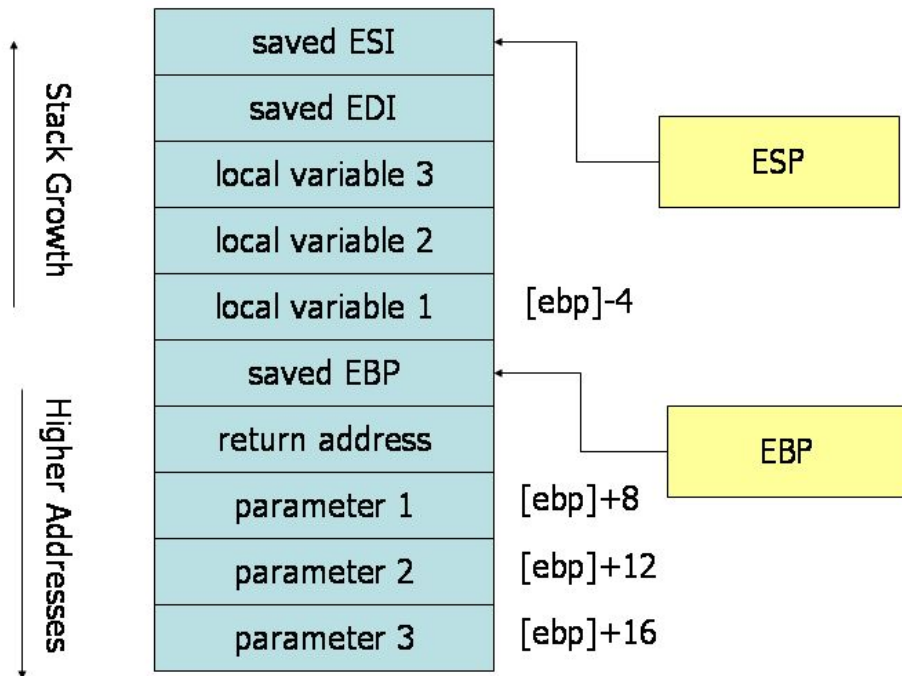 saved ESI
saved EDI
local variable 3
local variable 2
local variable 1
saved EBP
return address
parameter 1
parameter 2
parameter 3
Stack Growth
Higher Addresses
[ebp]-4
[ebp]+8
[ebp]+12
[ebp]+16
ESP
EBP